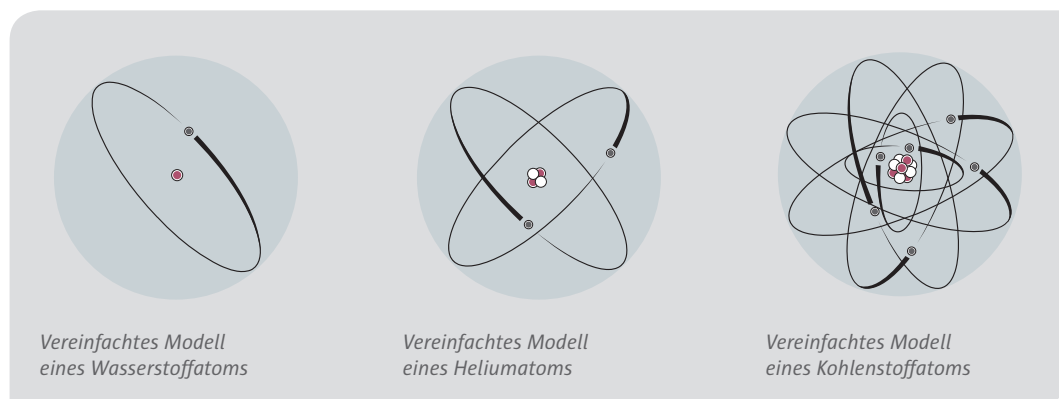 Vereinfachtes Modell
eines Wasserstoffatoms
Vereinfachtes Modell
eines Heliumatoms
Vereinfachtes Modell
eines Kohlenstoffatoms